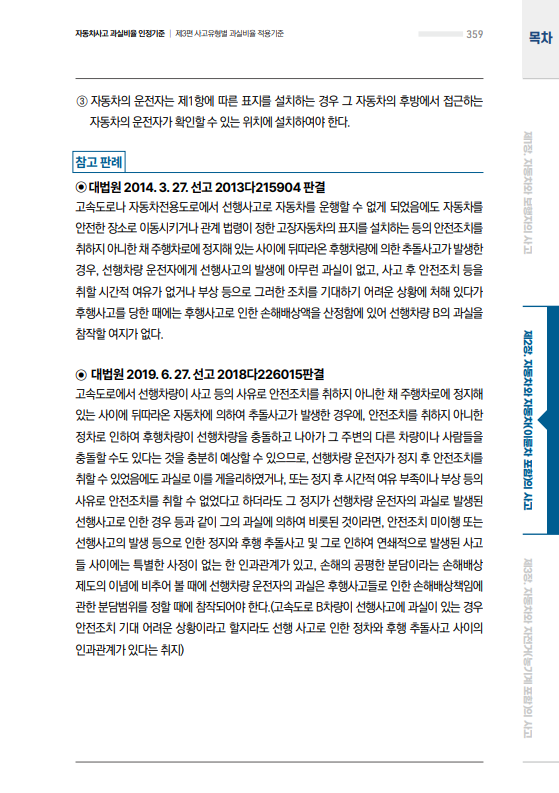 자동차사고 과실비율 인정기준 | 제3편 사고유형별 과실비율 적용기준
359
목차
③ 자동차의 운전자는 제1항에 따른 표지를 설치하는 경우 그 자동차의 후방에서 접근하는
자동차의 운전자가 확인할 수 있는 위치에 설치하여야 한다.
참고 판례
◉ 대법원 2014. 3. 27. 선고 2013다215904 판결
고속도로나 자동차전용도로에서 선행사고로 자동차를 운행할 수 없게 되었음에도 자동차를
안전한 장소로 이동시키거나 관계 법령이 정한 고장자동차의 표지를 설치하는 등의 안전조치를
취하지 아니한 채 주행차로에 정지해 있는 사이에 뒤따라온 후행차량에 의한 추돌사고가 발생한
경우, 선행차량 운전자에게 선행사고의 발생에 아무런 과실이 없고, 사고 후 안전조치 등을
취할 시간적 여유가 없거나 부상 등으로 그러한 조치를 기대하기 어려운 상황에 처해 있다가
후행사고를 당한 때에는 후행사고로 인한 손해배상액을 산정함에 있어 선행차량 B의 과실을
참작할 여지가 없다.
◉ 대법원 2019. 6. 27. 선고 2018다226015판결
고속도로에서 선행차량이 사고 등의 사유로 안전조치를 취하지 아니한 채 주행차로에 정지해
있는 사이에 뒤따라온 자동차에 의하여 추돌사고가 발생한 경우에, 안전조치를 취하지 아니한
정차로 인하여 후행차량이 선행차량을 충돌하고 나아가 그 주변의 다른 차량이나 사람들을
충돌할 수도 있다는 것을 충분히 예상할 수 있으므로, 선행차량 운전자가 정지 후 안전조치를
취할 수 있었음에도 과실로 이를 게을리하였거나, 또는 정지 후 시간적 여유 부족이나 부상 등의
사유로 안전조치를 취할 수 없었다고 하더라도 그 정지가 선행차량 운전자의 과실로 발생된
선행사고로 인한 경우 등과 같이 그의 과실에 의하여 비롯된 것이라면, 안전조치 미이행 또는
선행사고의 발생 등으로 인한 정지와 후행 추돌사고 및 그로 인하여 연쇄적으로 발생된 사고
들 사이에는 특별한 사정이 없는 한 인과관계가 있고, 손해의 공평한 분담이라는 손해배상
제도의 이념에 비추어 볼 때에 선행차량 운전자의 과실은 후행사고들로 인한 손해배상책임에
관한 분담범위를 정할 때에 참작되어야 한다.(고속도로 B차량이 선행사고에 과실이 있는 경우
안전조치 기대 어려운 상황이라고 할지라도 선행 사고로 인한 정차와 후행 추돌사고 사이의
인과관계가 있다는 취지)
제1장. 자동차와 보행자의 사고
제2장. 자동차와 자동차(이륜차 포함)의 사고
제3장. 자동차와 자전거(농기계 포함)의 사고